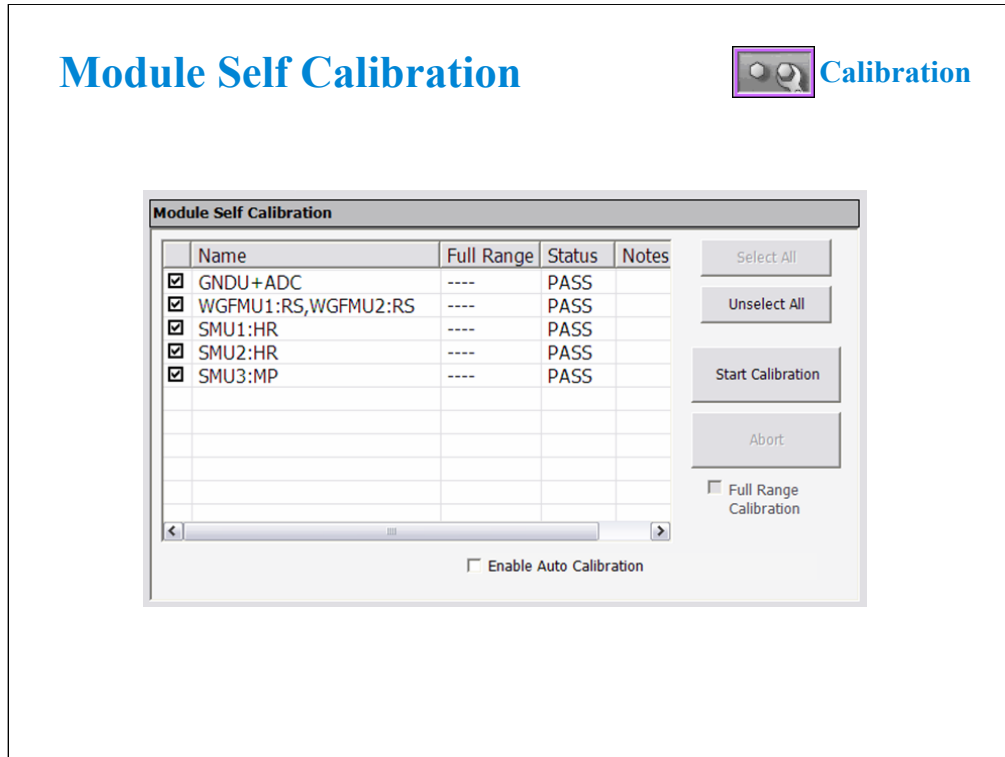 Module Self Calibration
Calibration
Module Self Calibration
Name Full Range Status Notes
GNDU+ADC ---- PASS
WGFMU1:RS,WGFMU2:RS ---- PASS
SMU1:HR ---- PASS
SMU2:HR ---- PASS
SMU3:MP ---- PASS
Select All
Unselect All
Start Calibration
Abort
Full Range
Calibration
Enable Auto Calibration